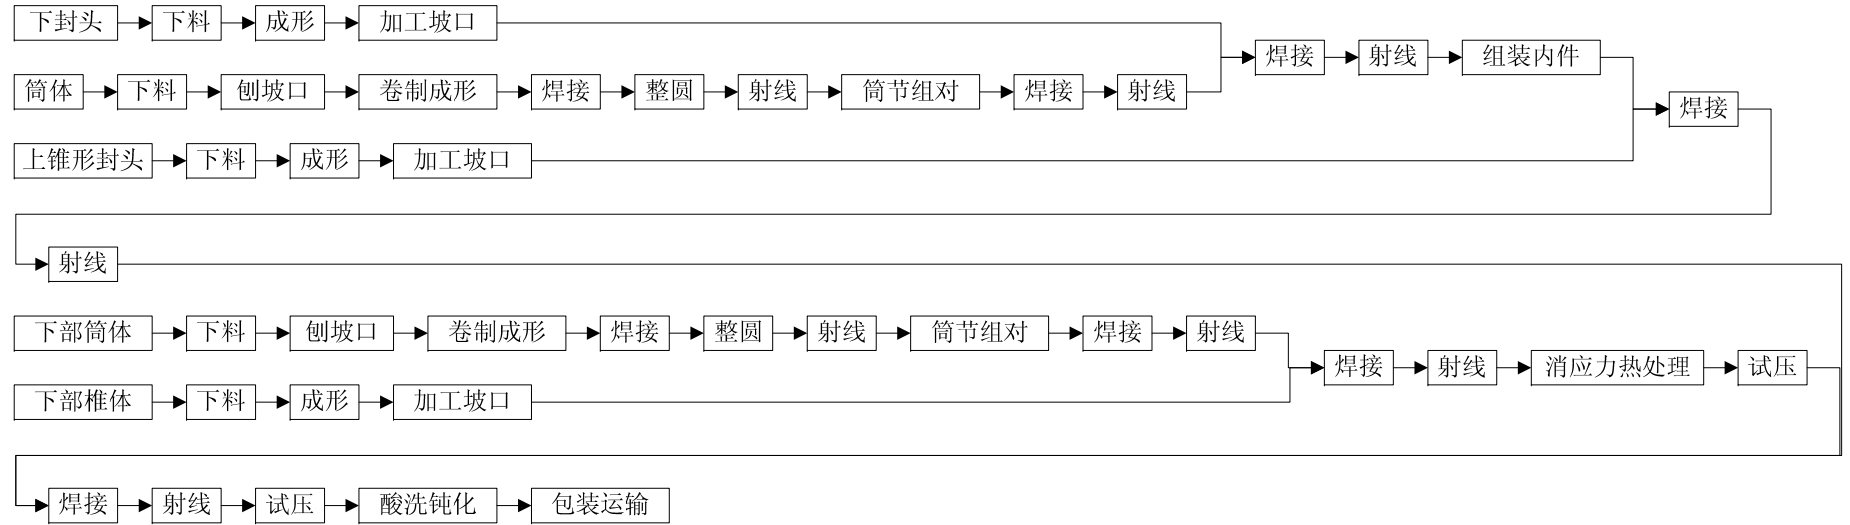 下封头 下料 成形 加工坡口
焊接 射线 组装内件
筒体 下料 刨坡口 卷制成形 焊接 整圆 射线 筒节组对 焊接 射线
焊接
上锥形封头 下料 成形 加工坡口
射线
下部筒体 下料 刨坡口 卷制成形 焊接 整圆 射线 筒节组对 焊接 射线
焊接 射线 消应力热处理 试压
下部椎体 下料 成形 加工坡口
焊接 射线 试压 酸洗钝化 包装运输